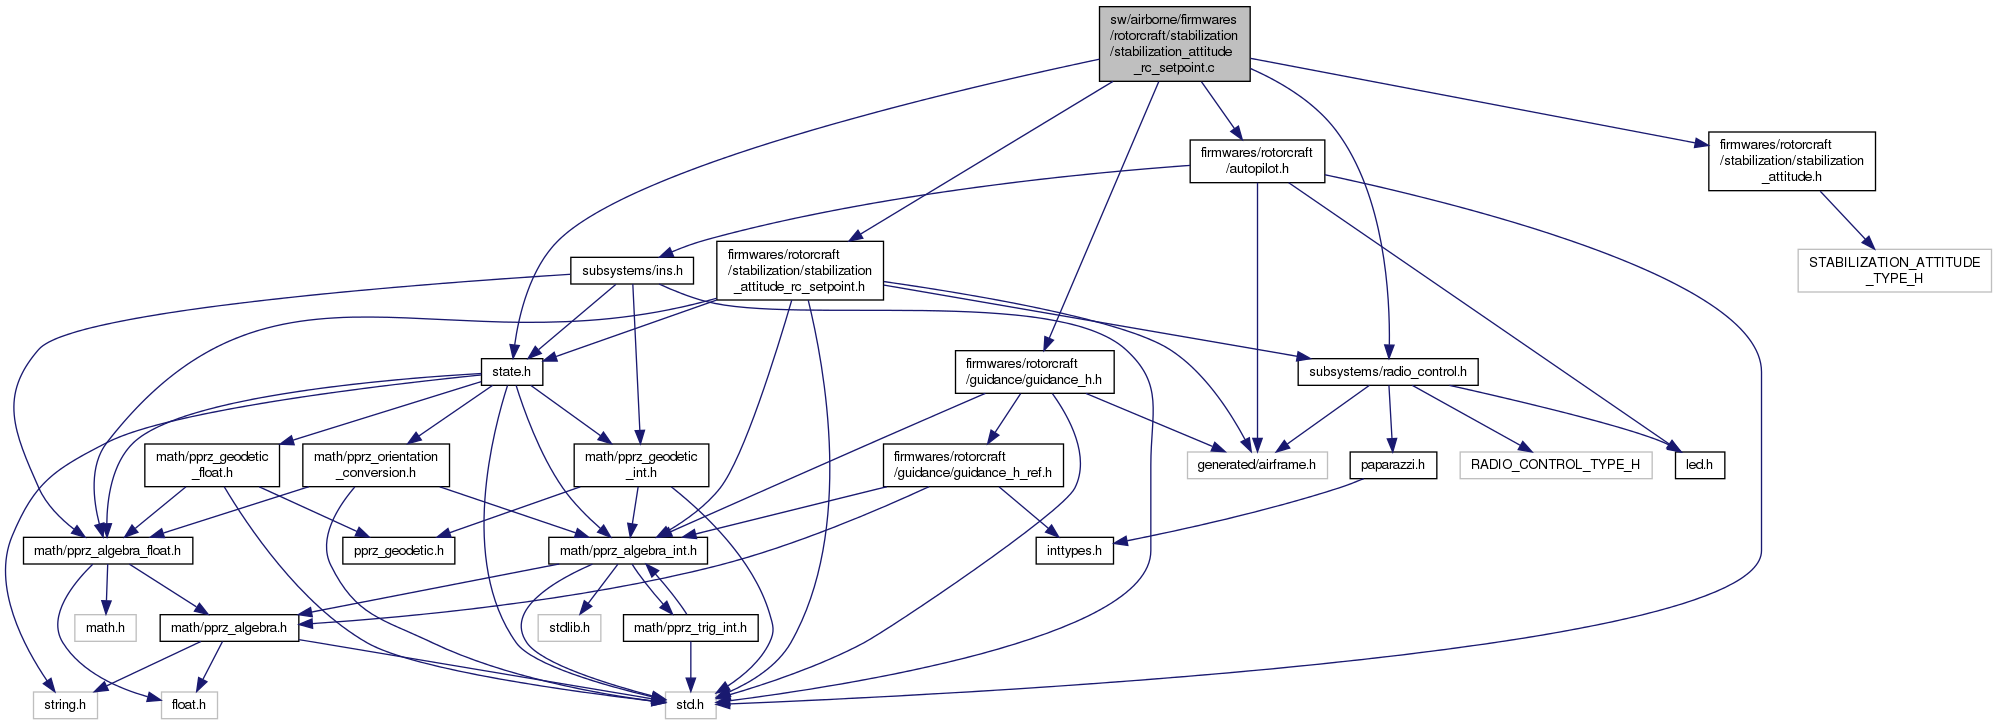 sw/airborne/firmwares
/rotorcraft/stabilization
/stabilization_attitude
_rc_setpoint.c
firmwares/rotorcraft
/autopilot.h
firmwares/rotorcraft
/stabilization/stabilization
_attitude.h
subsystems/ins.h
firmwares/rotorcraft
/stabilization/stabilization
_attitude_rc_setpoint.h
STABILIZATION_ATTITUDE
_TYPE_H
state.h
firmwares/rotorcraft
/guidance/guidance_h.h
subsystems/radio_control.h
math/pprz_geodetic
_float.h
math/pprz_orientation
_conversion.h
math/pprz_geodetic
_int.h
firmwares/rotorcraft
/guidance/guidance_h_ref.h
generated/airframe.h
paparazzi.h
RADIO_CONTROL_TYPE_H
led.h
math/pprz_algebra_float.h
pprz_geodetic.h
math/pprz_algebra_int.h
inttypes.h
math.h
math/pprz_algebra.h
stdlib.h
math/pprz_trig_int.h
string.h
float.h
std.h